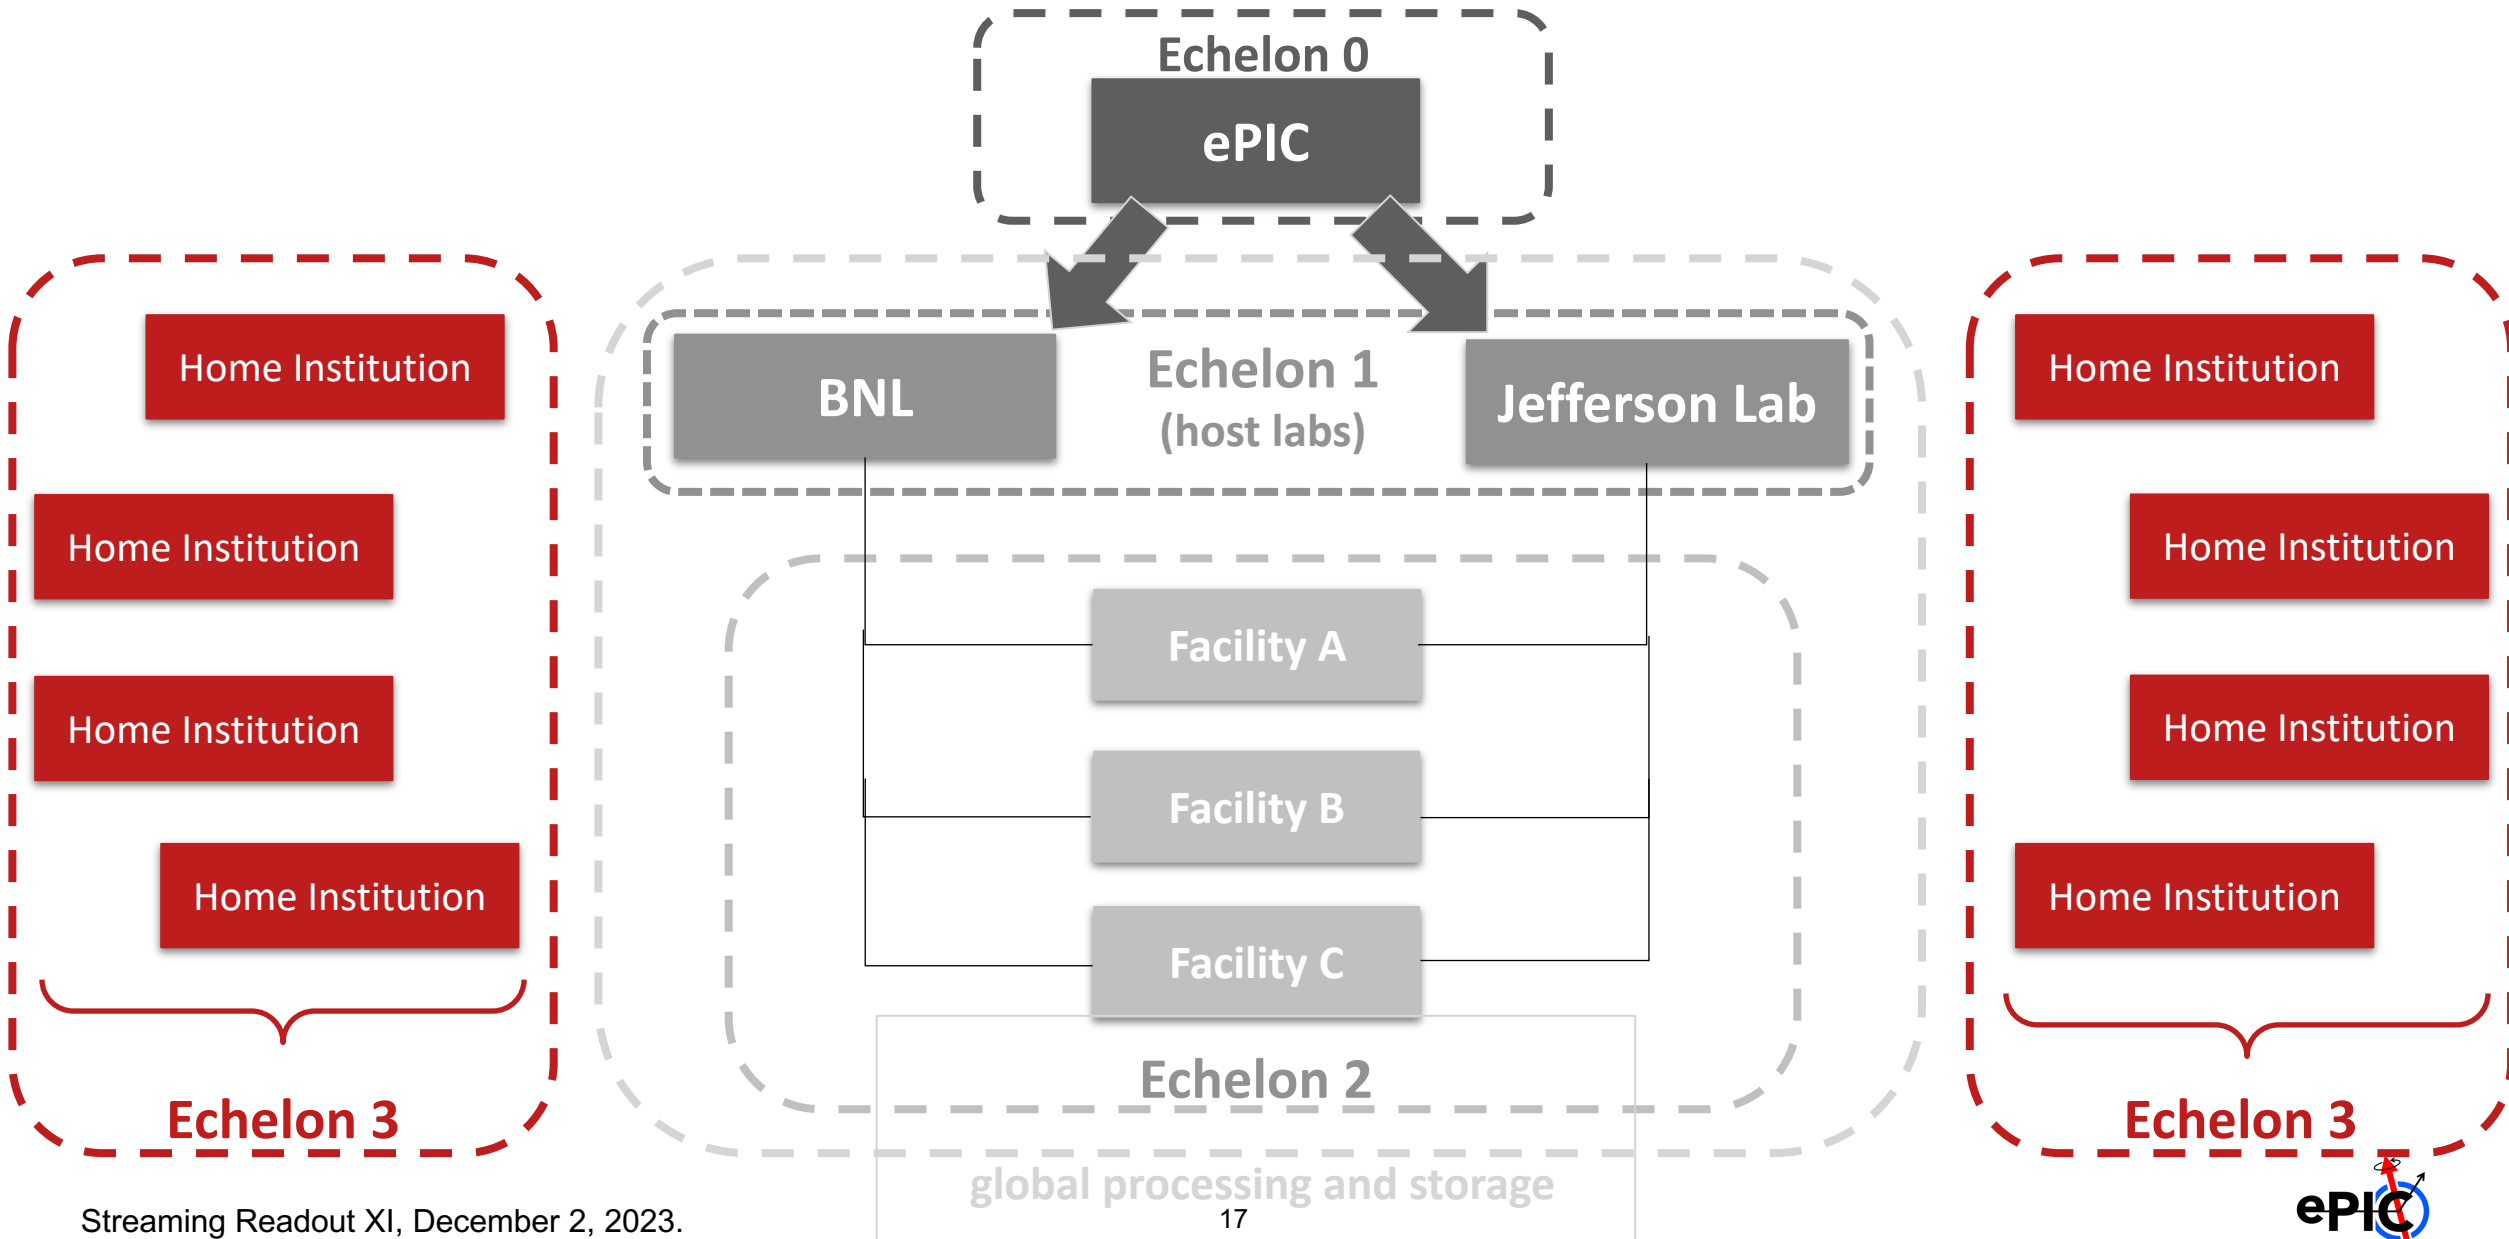 Echelon 0
ePIC
Home Institution
Home Institution
Home Institution
Home Institution
Echelon 3
BNL
Echelon 1
(host labs)
Jefferson Lab
Facility A
Facility B
Facility C
Echelon 2
global processing and storage
Home Institution
Home Institution
Home Institution
Home Institution
Echelon 3
Streaming Readout XI, December 2, 2023.
17
ePIC